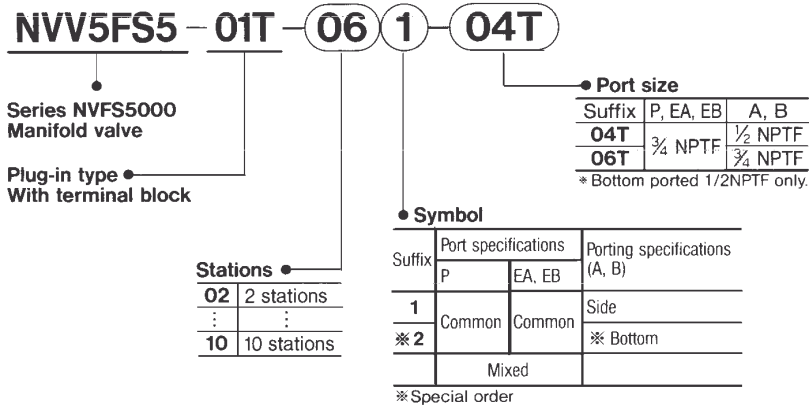 NVV5FS5-01T-06 1-04T
Port size
Suffix P, EA, EB A, B
04T ¾ NPTF ½ NPTF
06T ¾ NPTF
* Bottom ported 1/2NPTF only.
Series NVFS5000
Manifold valve
Plug-in type
With terminal block
Symbol
Suffix Port specifications Porting specifications
P EA, EB (A, B)
1 Common Common Side
※2 ※ Bottom
Mixed
※Special order
Stations
02 2 stations
⋮ ⋮
10 10 stations